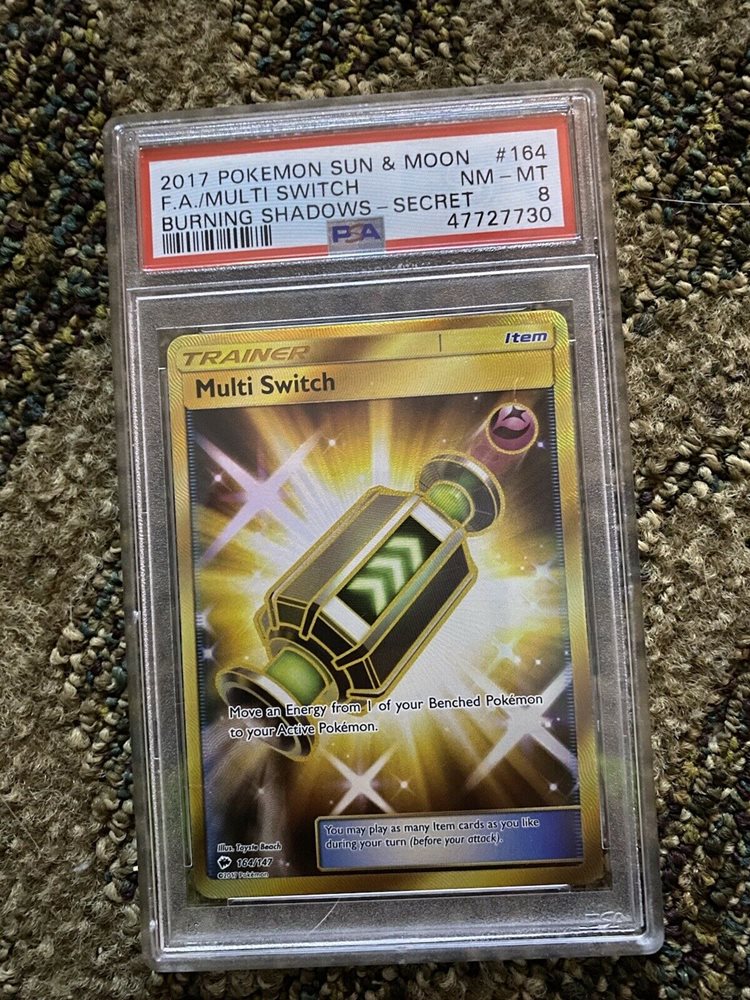 2017 POKEMON SUN & MOON #164
F.A./MULTI SWITCH NM-MT
BURNING SHADOWS-SECRET 8
PSA 47727730
TRAINER Item
Multi Switch
Move an Energy from 1 of your Benched Pokémon
to your Active Pokémon.
You may play as many Item cards as you like
during your turn (before your attack).
Illus. Toyste Beach
164/147
©2017 Pokémon
PSA